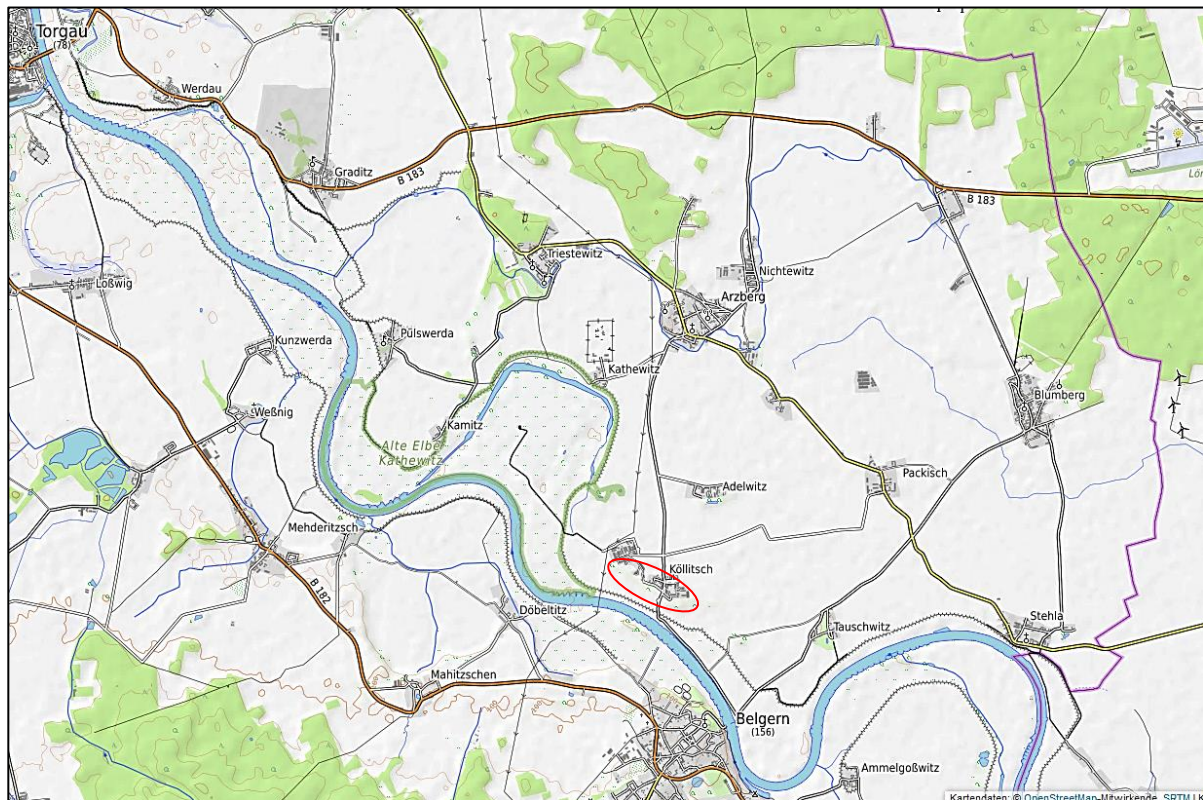 Torgau
(78)
Werdau
Graditz
B 183
B 183
Triestewitz
Nichtewitz
Arzberg
Loßwig
Pülswerda
Kunzwerda
Kathewitz
Blumberg
Weßnig
Kamitz
Alte Elbe
Kathewitz
Packisch
Adelwitz
Mehderitzsch
Köllitsch
B 182
Döbeltitz
Stehla
Tauschwitz
Mahitzschen
Belgern
(156)
Ammelgoßwitz
Kartendaten: © OpenStreetMap-Mitwirkende, SRTM | K